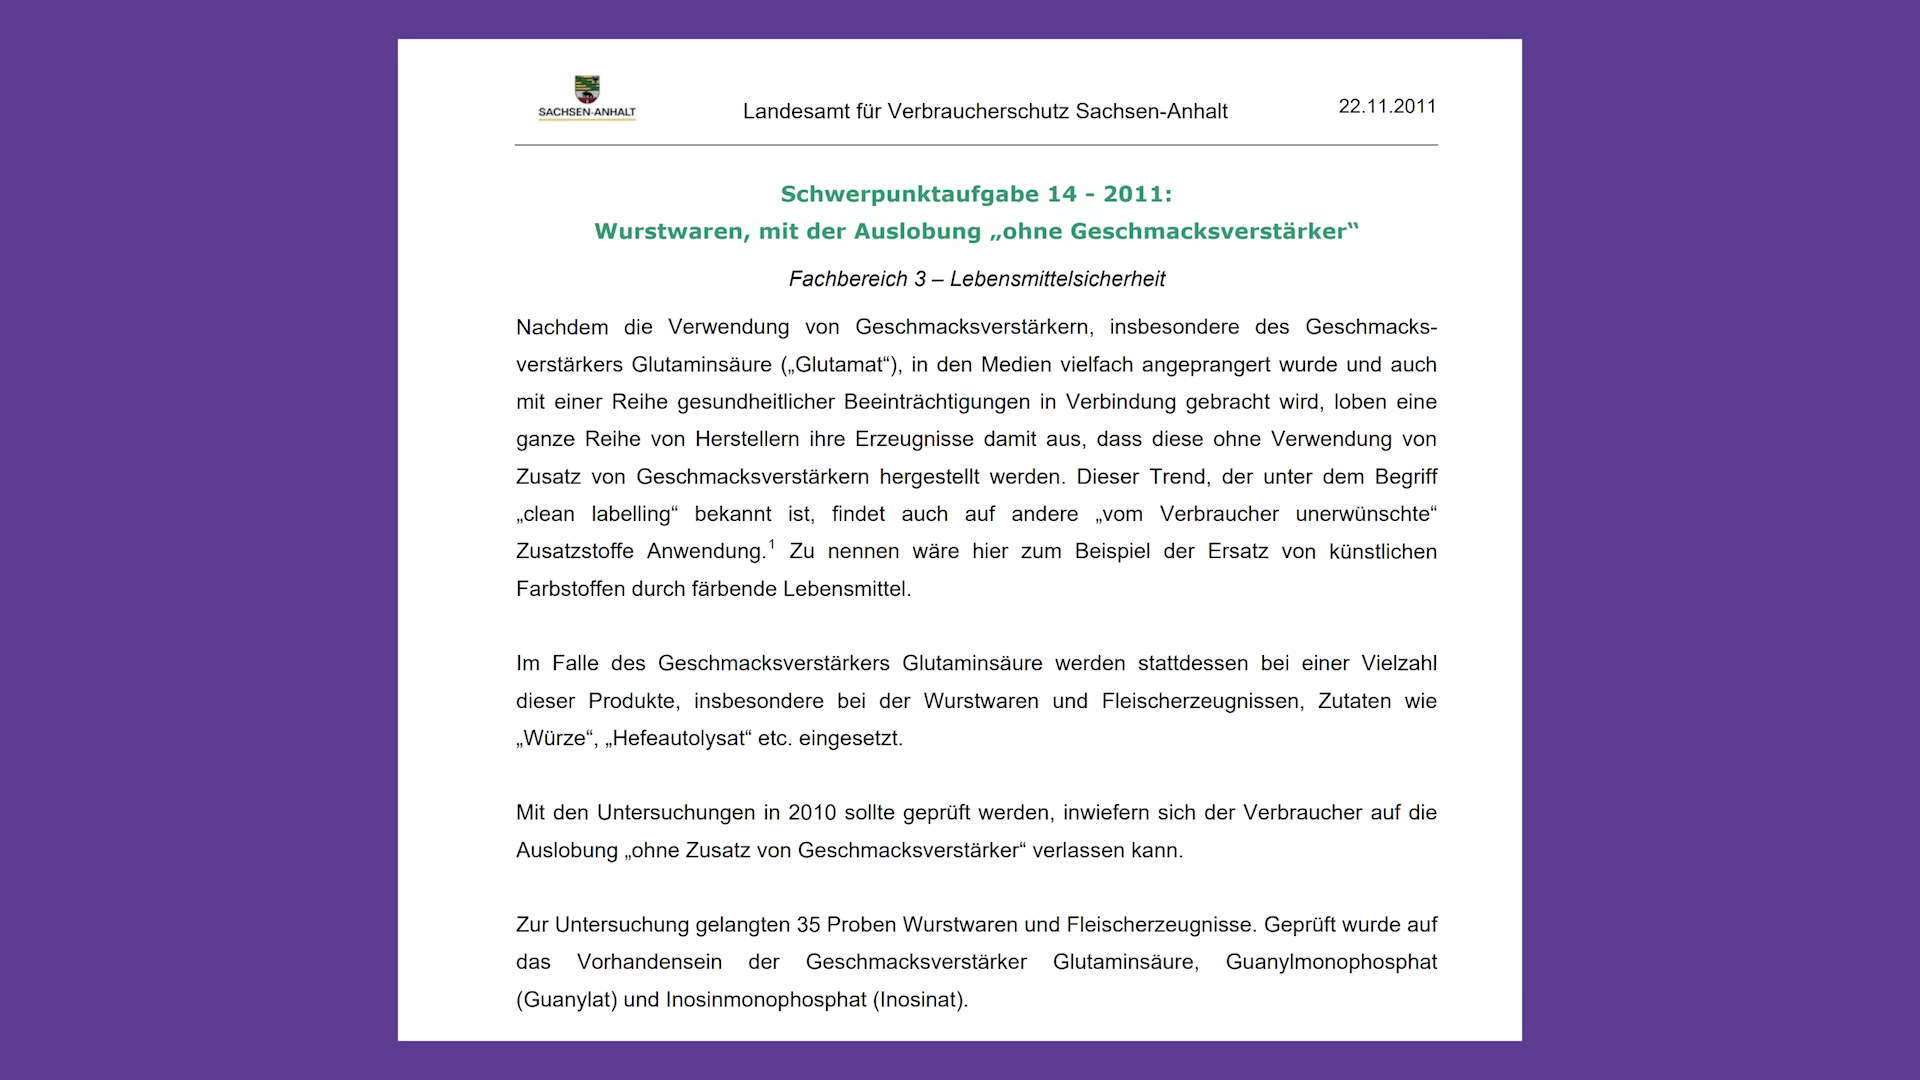 SACHSEN-ANHALT
Landesamt für Verbraucherschutz Sachsen-Anhalt
22.11.2011
Schwerpunktaufgabe 14 - 2011:
Wurstwaren, mit der Auslobung „ohne Geschmacksverstärker“
Fachbereich 3 – Lebensmittelsicherheit
Nachdem die Verwendung von Geschmacksverstärkern, insbesondere des Geschmacks-
verstärkers Glutaminsäure („Glutamat“), in den Medien vielfach angeprangert wurde und auch
mit einer Reihe gesundheitlicher Beeinträchtigungen in Verbindung gebracht wird, loben eine
ganze Reihe von Herstellern ihre Erzeugnisse damit aus, dass diese ohne Verwendung von
Zusatz von Geschmacksverstärkern hergestellt werden. Dieser Trend, der unter dem Begriff
„clean labelling“ bekannt ist, findet auch auf andere „vom Verbraucher unerwünschte“
Zusatzstoffe Anwendung.¹ Zu nennen wäre hier zum Beispiel der Ersatz von künstlichen
Farbstoffen durch färbende Lebensmittel.
Im Falle des Geschmacksverstärkers Glutaminsäure werden stattdessen bei einer Vielzahl
dieser Produkte, insbesondere bei der Wurstwaren und Fleischerzeugnissen, Zutaten wie
„Würze“, „Hefeautolysat“ etc. eingesetzt.
Mit den Untersuchungen in 2010 sollte geprüft werden, inwiefern sich der Verbraucher auf die
Auslobung „ohne Zusatz von Geschmacksverstärker“ verlassen kann.
Zur Untersuchung gelangten 35 Proben Wurstwaren und Fleischerzeugnisse. Geprüft wurde auf
das Vorhandensein der Geschmacksverstärker Glutaminsäure, Guanylmonophosphat
(Guanylat) und Inosinmonophosphat (Inosinat).